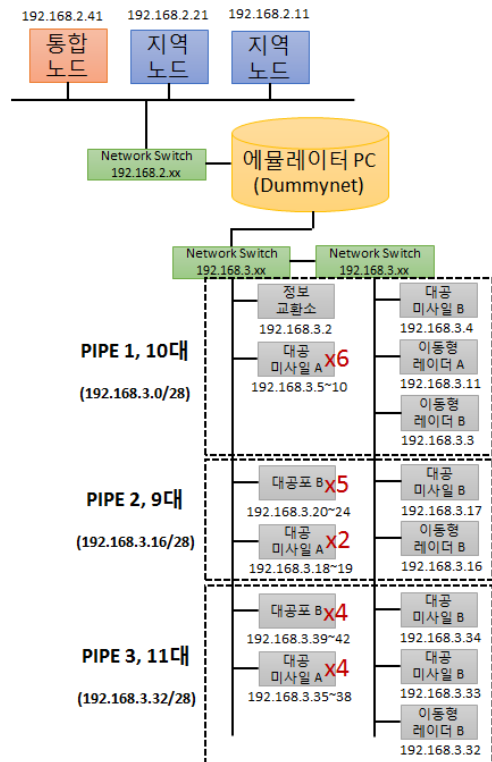 192.168.2.41
192.168.2.21
192.168.2.11
통합
노드
지역
노드
지역
노드
Network Switch
192.168.2.xx
에뮬레이터 PC
(Dummynet)
Network Switch
192.168.3.xx
Network Switch
192.168.3.xx
PIPE 1, 10대
(192.168.3.0/28)
정보
교환소
192.168.3.2
대공
미사일 A x6
192.168.3.5~10
대공
미사일 B
192.168.3.4
이동형
레이더 A
192.168.3.11
이동형
레이더 B
192.168.3.3
PIPE 2, 9대
(192.168.3.16/28)
대공포 B x5
192.168.3.20~24
대공
미사일 A x2
192.168.3.18~19
대공
미사일 B
192.168.3.17
이동형
레이더 B
192.168.3.16
PIPE 3, 11대
(192.168.3.32/28)
대공포 B x4
192.168.3.39~42
대공
미사일 A x4
192.168.3.35~38
대공
미사일 B
192.168.3.34
대공
미사일 B
192.168.3.33
이동형
레이더 B
192.168.3.32